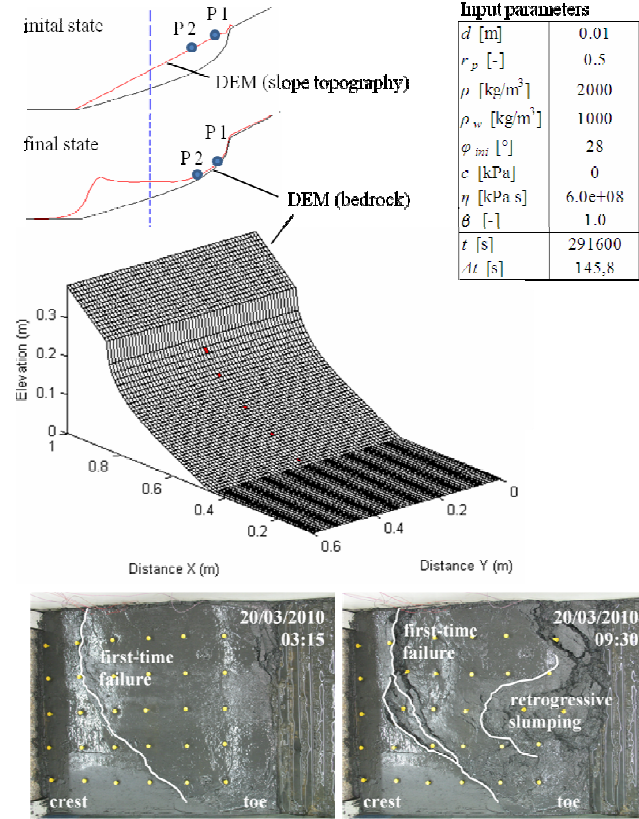 inital state
P 1
P 2
DEM (slope topography)
final state
P 1
P 2
DEM (bedrock)
Input parameters
d [m] 0.01
r p [-] 0.5
ρ [kg/m³] 2000
ρ w [kg/m³] 1000
φ ini [°] 28
c [kPa] 0
η [kPa s] 6.0e+08
β [-] 1.0
t [s] 291600
Δt [s] 145,8
Elevation (m)
0.3
0.2
0.1
0
1
0.8
0.6
0.4
0.2
0
0.2
0.4
0.6
Distance X (m)
Distance Y (m)
20/03/2010
03:15
first-time
failure
crest
toe
20/03/2010
09:30
first-time
failure
retrogressive
slumping
crest
toe